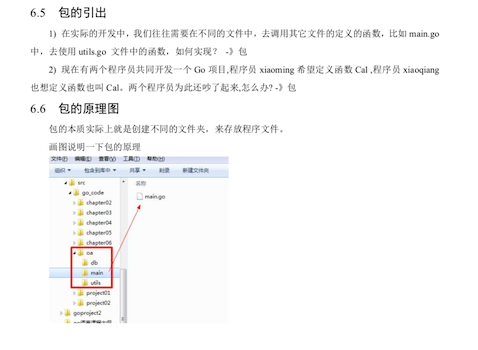 6.5 包的引出
1) 在实际的开发中，我们往往需要在不同的文件中，去调用其它文件的定义的函数，比如 main.go
中，去使用 utils.go 文件中的函数，如何实现？ -》包
2) 现在有两个程序员共同开发一个 Go 项目,程序员 xiaoming 希望定义函数 Cal ,程序员 xiaoqiang
也想定义函数也叫 Cal。两个程序员为此还吵了起来,怎么办? -》包
6.6 包的原理图
包的本质实际上就是创建不同的文件夹，来存放程序文件。
画图说明一下包的原理
文件(F) 编辑(E) 查看(V) 工具(T) 帮助(H)
组织 包含到库中 共享 刻录 新建文件夹
src
名称
go_code
main.go
chapter02
chapter03
chapter04
chapter05
chapter06
oa
db
main
utils
project01
project02
goproject2